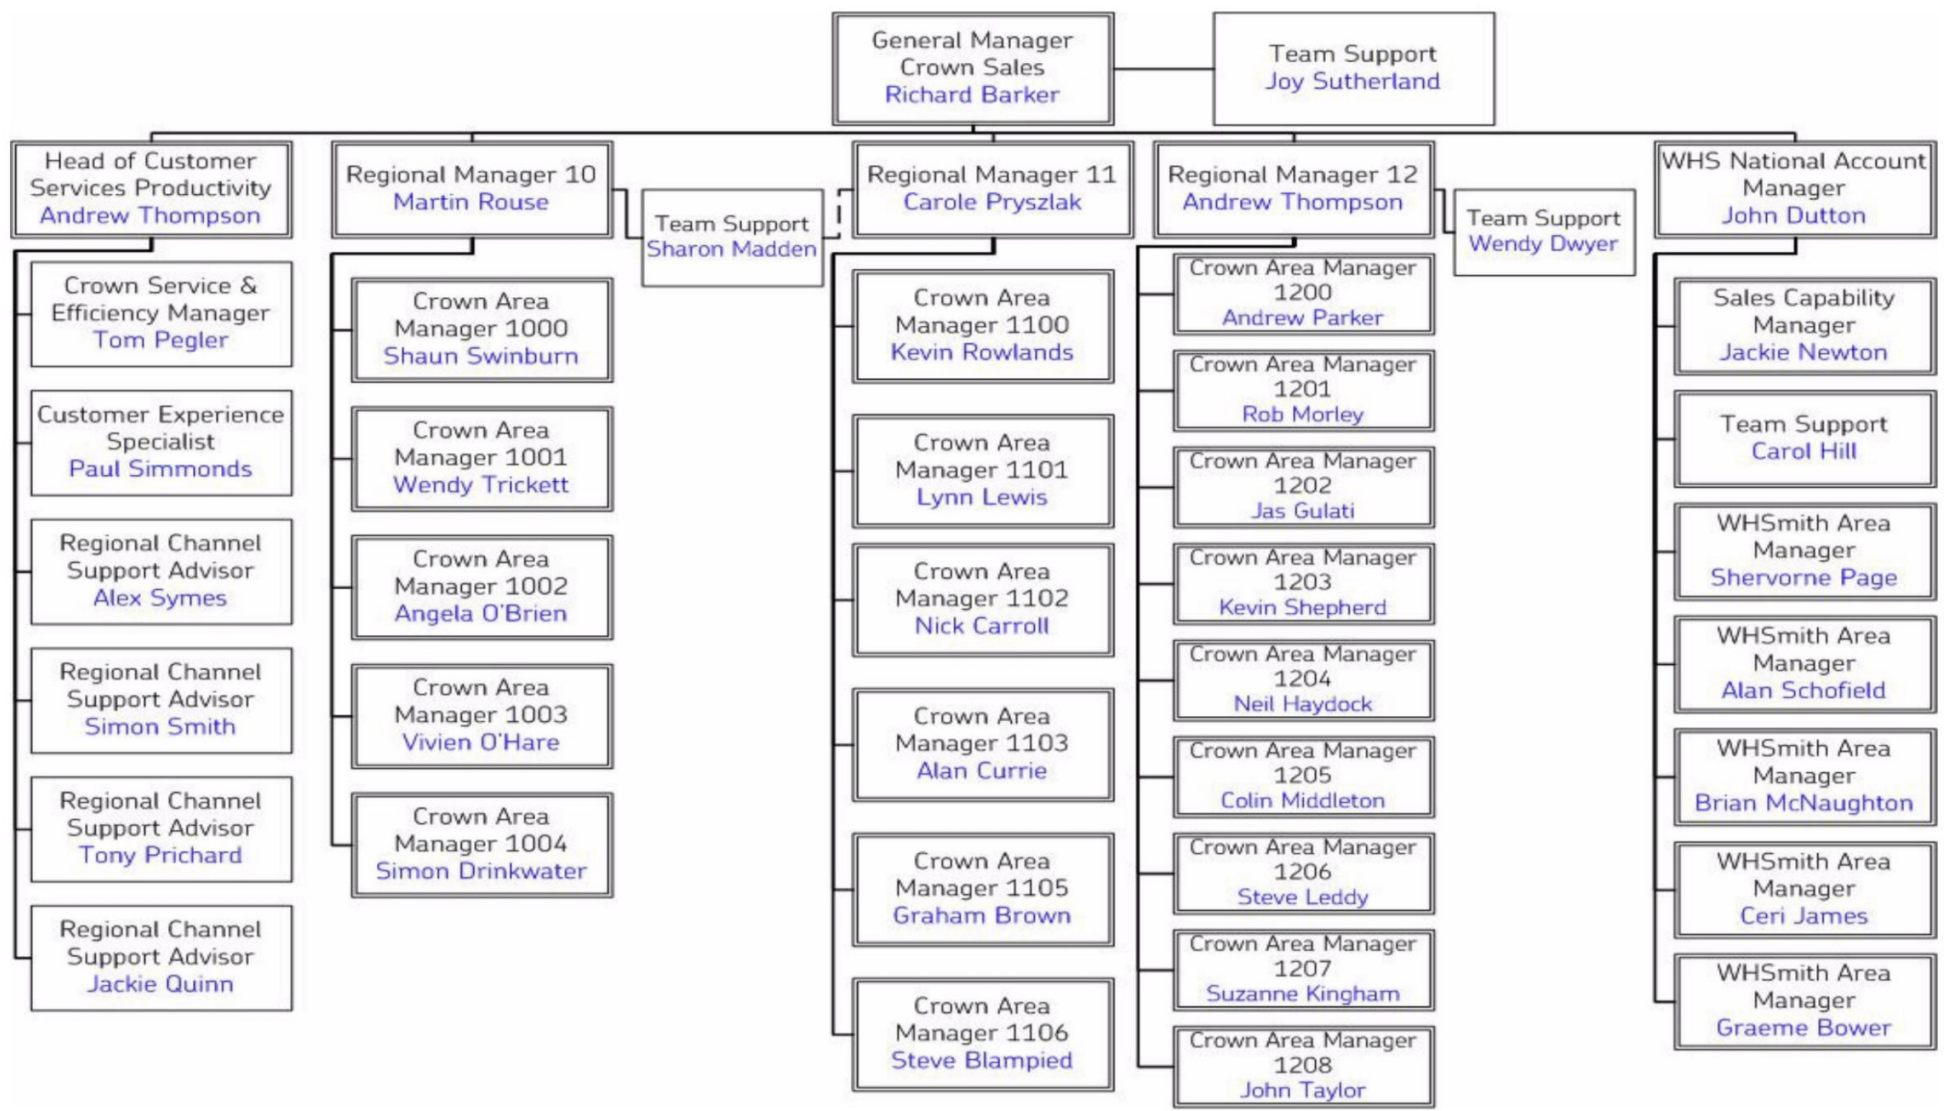 General Manager
Crown Sales
Richard Barker
Team Support
Joy Sutherland
Head of Customer
Services Productivity
Andrew Thompson
Crown Service &
Efficiency Manager
Tom Pegler
Customer Experience
Specialist
Paul Simmonds
Regional Channel
Support Advisor
Alex Symes
Regional Channel
Support Advisor
Simon Smith
Regional Channel
Support Advisor
Tony Prichard
Regional Channel
Support Advisor
Jackie Quinn
Regional Manager 10
Martin Rouse
Team Support
Sharon Madden
Crown Area
Manager 1000
Shaun Swinburn
Crown Area
Manager 1001
Wendy Trickett
Crown Area
Manager 1002
Angela O'Brien
Crown Area
Manager 1003
Vivien O'Hare
Crown Area
Manager 1004
Simon Drinkwater
Regional Manager 11
Carole Pryszlak
Crown Area
Manager 1100
Kevin Rowlands
Crown Area
Manager 1101
Lynn Lewis
Crown Area
Manager 1102
Nick Carroll
Crown Area
Manager 1103
Alan Currie
Crown Area
Manager 1105
Graham Brown
Crown Area
Manager 1106
Steve Blampied
Regional Manager 12
Andrew Thompson
Team Support
Wendy Dwyer
Crown Area Manager
1200
Andrew Parker
Crown Area Manager
1201
Rob Morley
Crown Area Manager
1202
Jas Gulati
Crown Area Manager
1203
Kevin Shepherd
Crown Area Manager
1204
Neil Haydock
Crown Area Manager
1205
Colin Middleton
Crown Area Manager
1206
Steve Leddy
Crown Area Manager
1207
Suzanne Kingham
Crown Area Manager
1208
John Taylor
WHS National Account
Manager
John Dutton
Sales Capability
Manager
Jackie Newton
Team Support
Carol Hill
WHSmith Area
Manager
Shervorne Page
WHSmith Area
Manager
Alan Schofield
WHSmith Area
Manager
Brian McNaughton
WHSmith Area
Manager
Ceri James
WHSmith Area
Manager
Graeme Bower